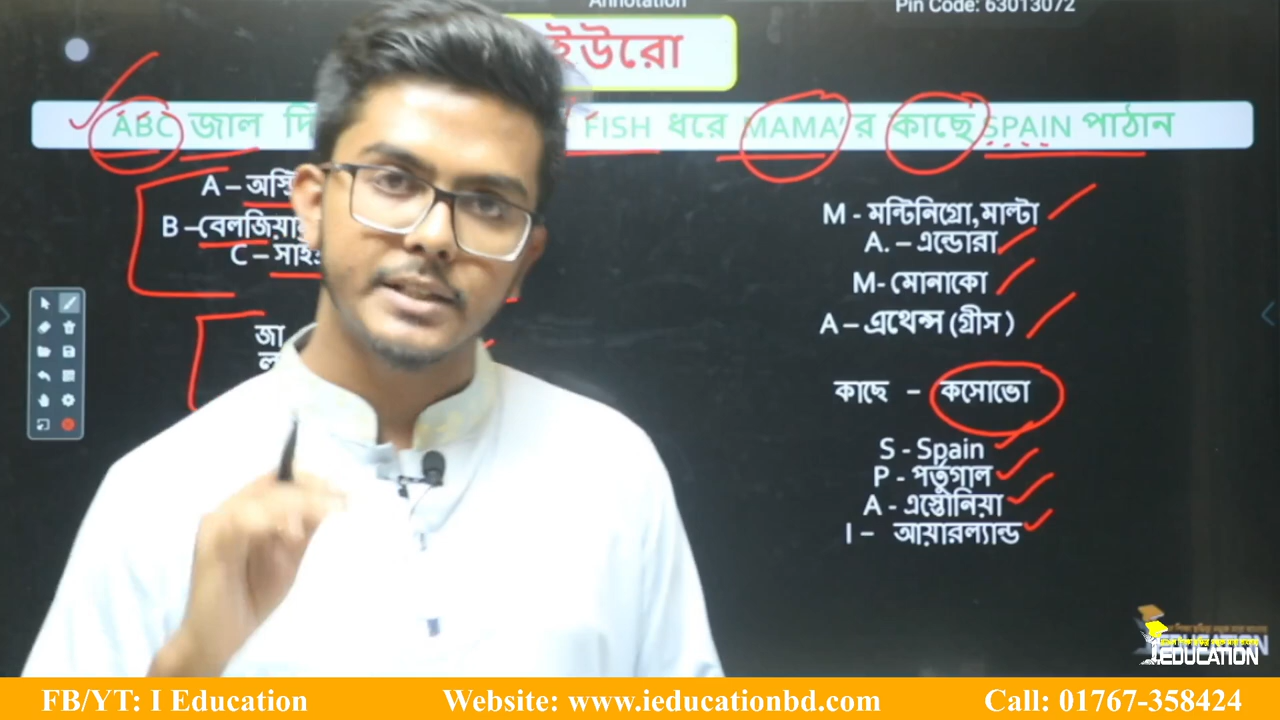 Annotation
Pin Code: 63013072
ইউরো
ABC জাল FISH ধরে MAMA'র কাছে SPAIN পাঠান
A – অস্ট্রি
B – বেলজিয়া
C – সাই
জা
M - মন্টিনিগ্রো,মাল্টা
A. – এন্ডোরা
M- মোনাকো
A – এথেন্স (গ্রীস )
কাছে – কসোভো
S - Spain
P - পর্তুগাল
A - এস্তোনিয়া
I – আয়ারল্যান্ড
EDUCATION
FB/YT: I Education
Website: www.ieducationbd.com
Call: 01767-358424